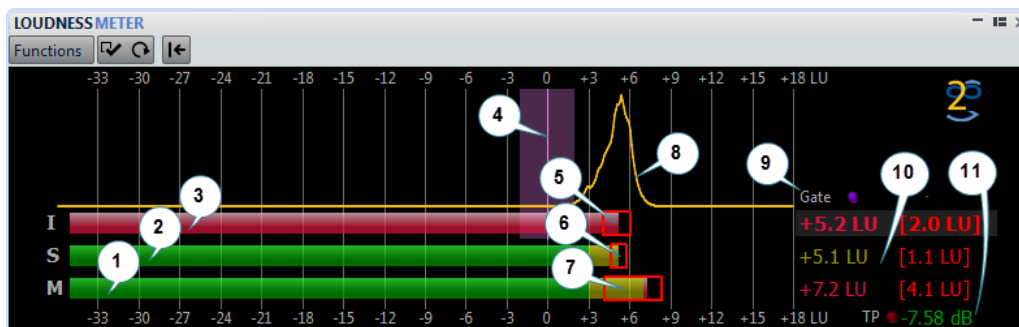 LOUDNESS METER
Functions
-33 -30 -27 -24 -21 -18 -15 -12 -9 -6 -3 0 +3 +6 +9 +12 +15 +18 LU
4
8
9
10
11
5
3
Gate
2
6
I
+5.2 LU [2.0 LU]
1
7
S
+5.1 LU [1.1 LU]
M
+7.2 LU [4.1 LU]
-33 -30 -27 -24 -21 -18 -15 -12 -9 -6 -3 0 +3 +6 +9 +12 +15 +18 LU
TP -7.58 dB